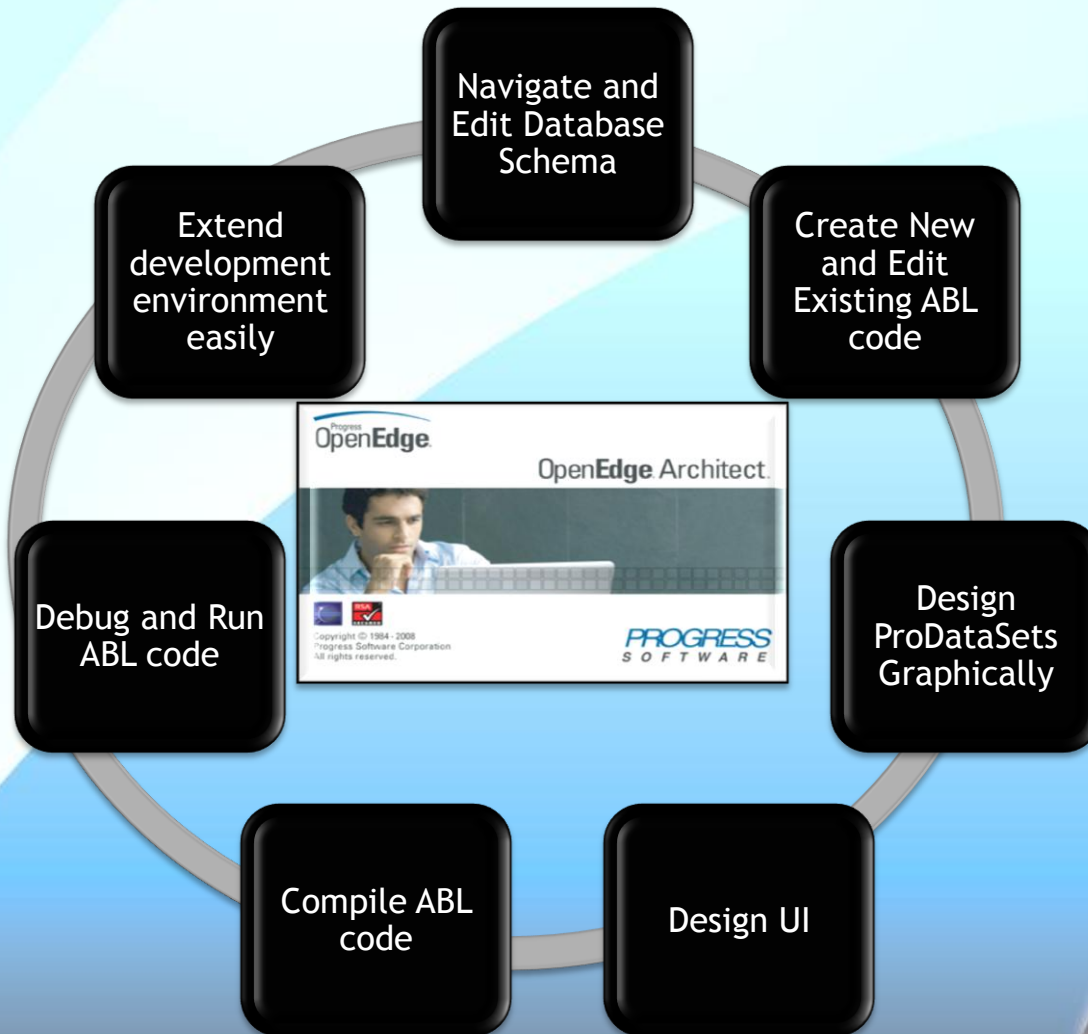 Navigate and
Edit Database
Schema
Create New
and Edit
Existing ABL
code
Design
ProDataSets
Graphically
Design UI
Compile ABL
code
Debug and Run
ABL code
Extend
development
environment
easily
Progress
OpenEdge.
OpenEdge. Architect.
RSA
SECURED
Copyright © 1984 - 2008
Progress Software Corporation
All rights reserved.
PROGRESS
SOFTWARE